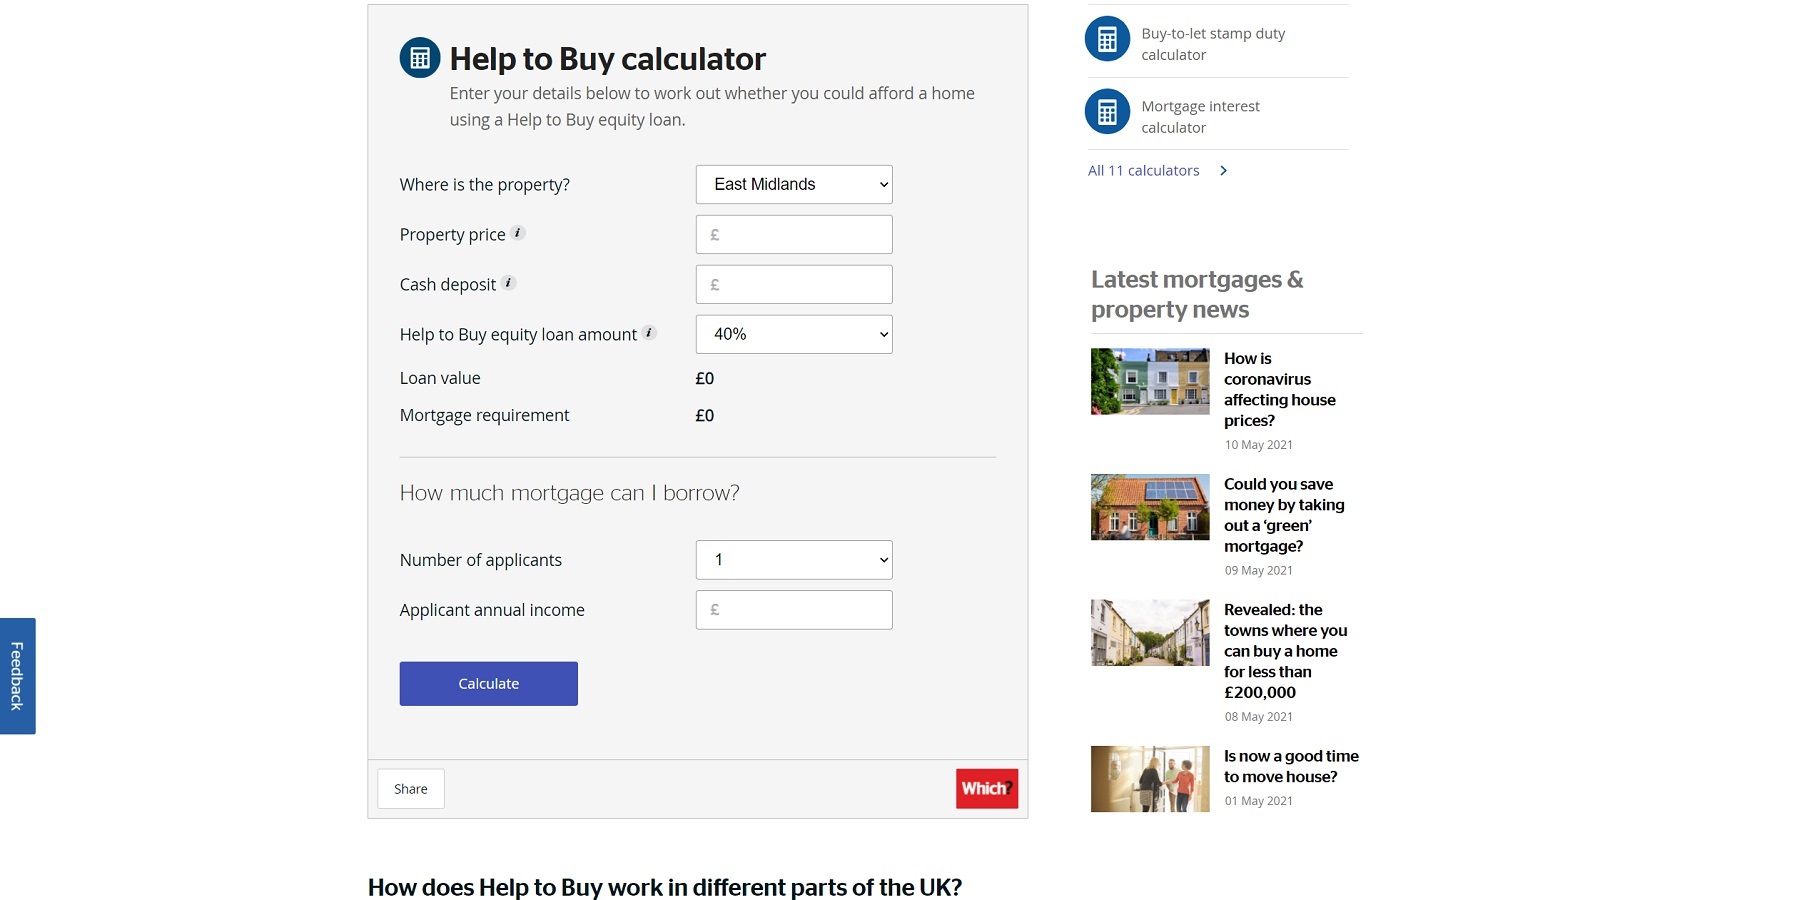 Help to Buy calculator
Enter your details below to work out whether you could afford a home
using a Help to Buy equity loan.
Where is the property?
East Midlands
Property price i
£
Cash deposit i
£
Help to Buy equity loan amount i
40%
Loan value
£0
Mortgage requirement
£0
How much mortgage can I borrow?
Number of applicants
1
Applicant annual income
£
Calculate
Share
Which?
How does Help to Buy work in different parts of the UK?
Feedback
Buy-to-let stamp duty
calculator
Mortgage interest
calculator
All 11 calculators
Latest mortgages &
property news
How is
coronavirus
affecting house
prices?
10 May 2021
Could you save
money by taking
out a ‘green’
mortgage?
09 May 2021
Revealed: the
towns where you
can buy a home
for less than
£200,000
08 May 2021
Is now a good time
to move house?
01 May 2021